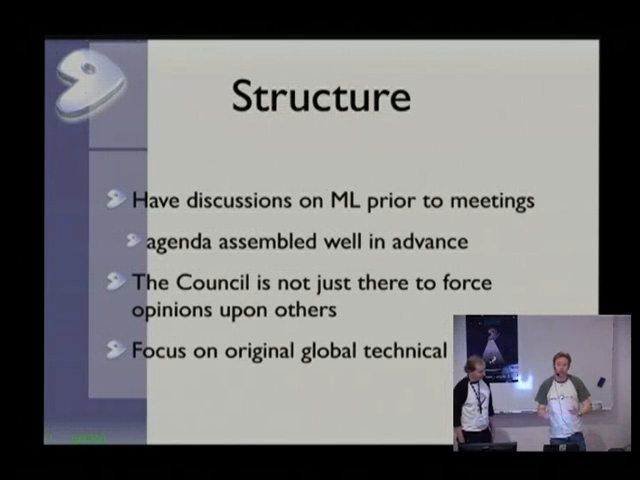 Structure
Have discussions on ML prior to meetings
agenda assembled well in advance
The Council is not just there to force
opinions upon others
Focus on original global technical